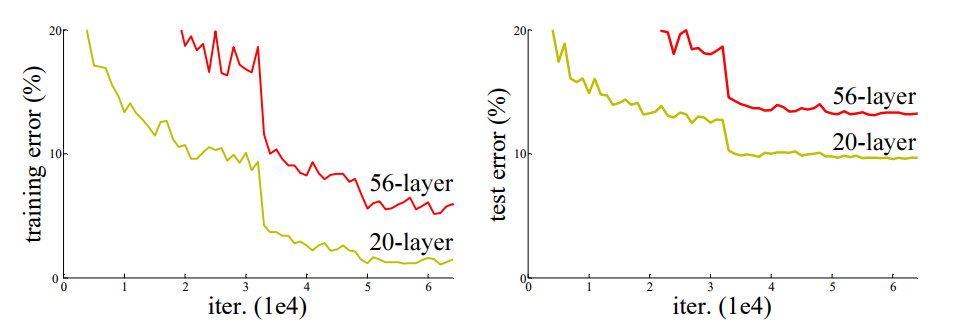 20
10
0
0 1 2 3 4 5 6
training error (%)
iter. (1e4)
56-layer
20-layer
20
10
0
0 1 2 3 4 5 6
test error (%)
iter. (1e4)
56-layer
20-layer